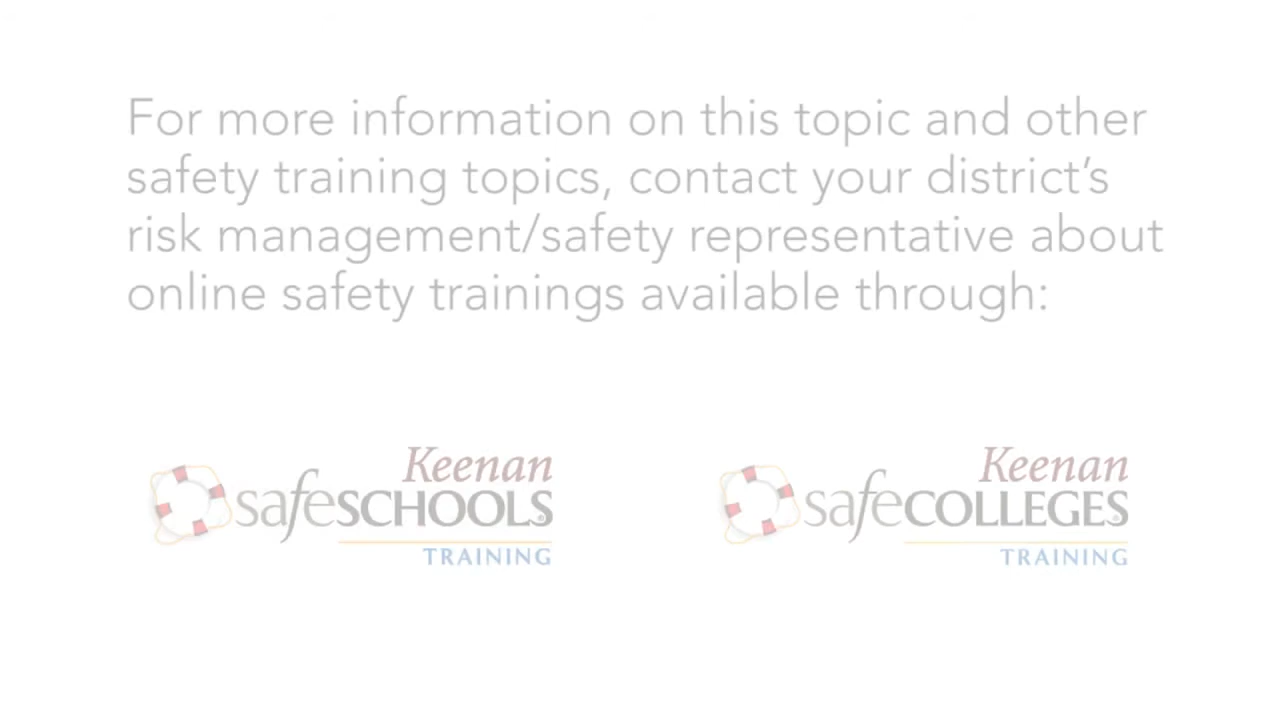 For more information on this topic and other
safety training topics, contact your district’s
risk management/safety representative about
online safety trainings available through:
Keenan
safeSCHOOLS®
TRAINING
Keenan
safeCOLLEGES®
TRAINING